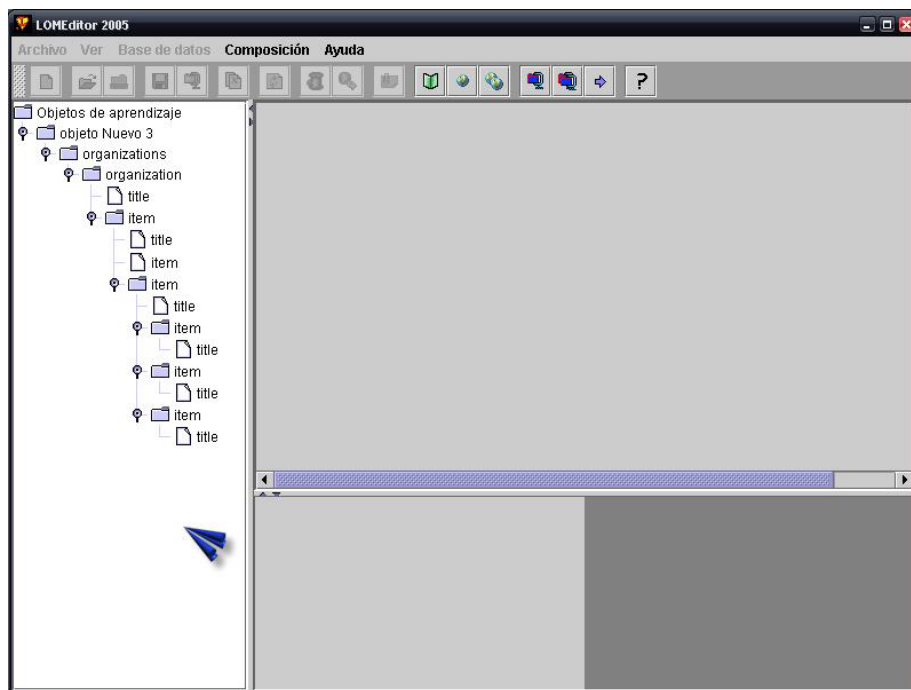 LOMEditor 2005
Archivo Ver Base de datos Composición Ayuda
?
Objetos de aprendizaje
objeto Nuevo 3
organizations
organization
title
item
title
item
item
title
item
title
item
title
item
title